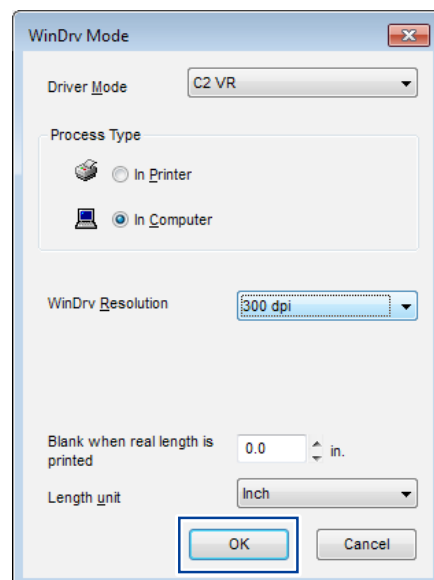 WinDrv Mode
Driver Mode
C2 VR
Process Type
In Printer
In Computer
WinDrv Resolution
300 dpi
Blank when real length is
printed
0.0
in.
Length unit
Inch
OK
Cancel